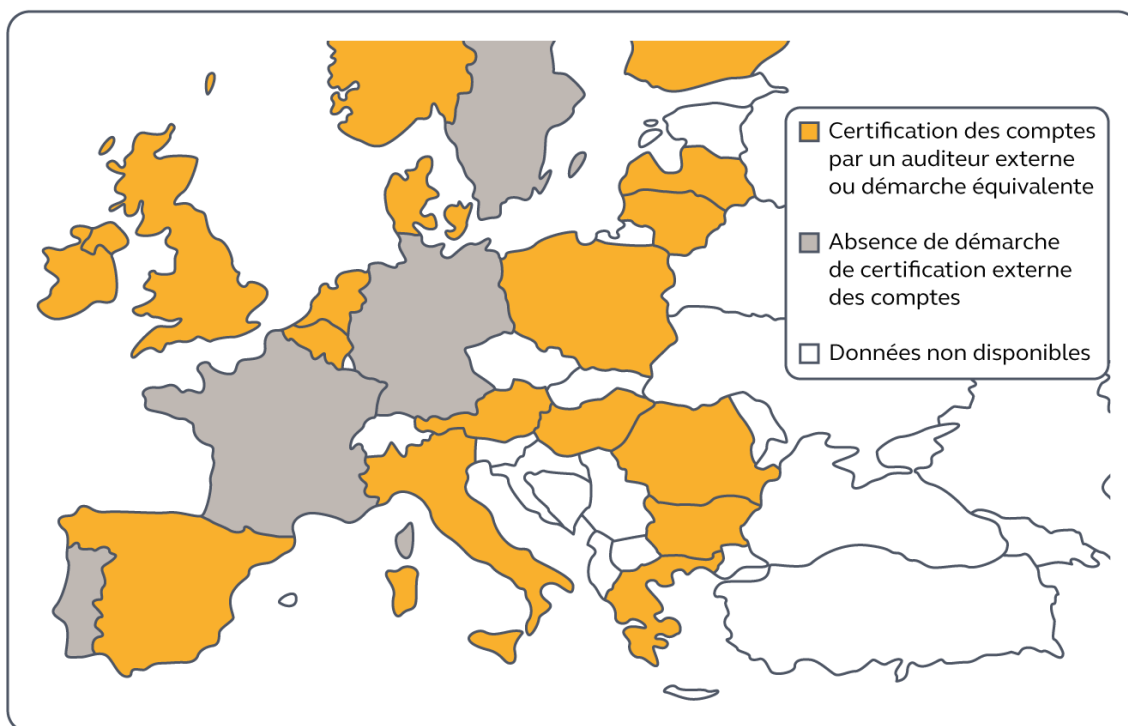 Certification des comptes
par un auditeur externe
ou démarche équivalente
Absence de démarche
de certification externe
des comptes
Données non disponibles